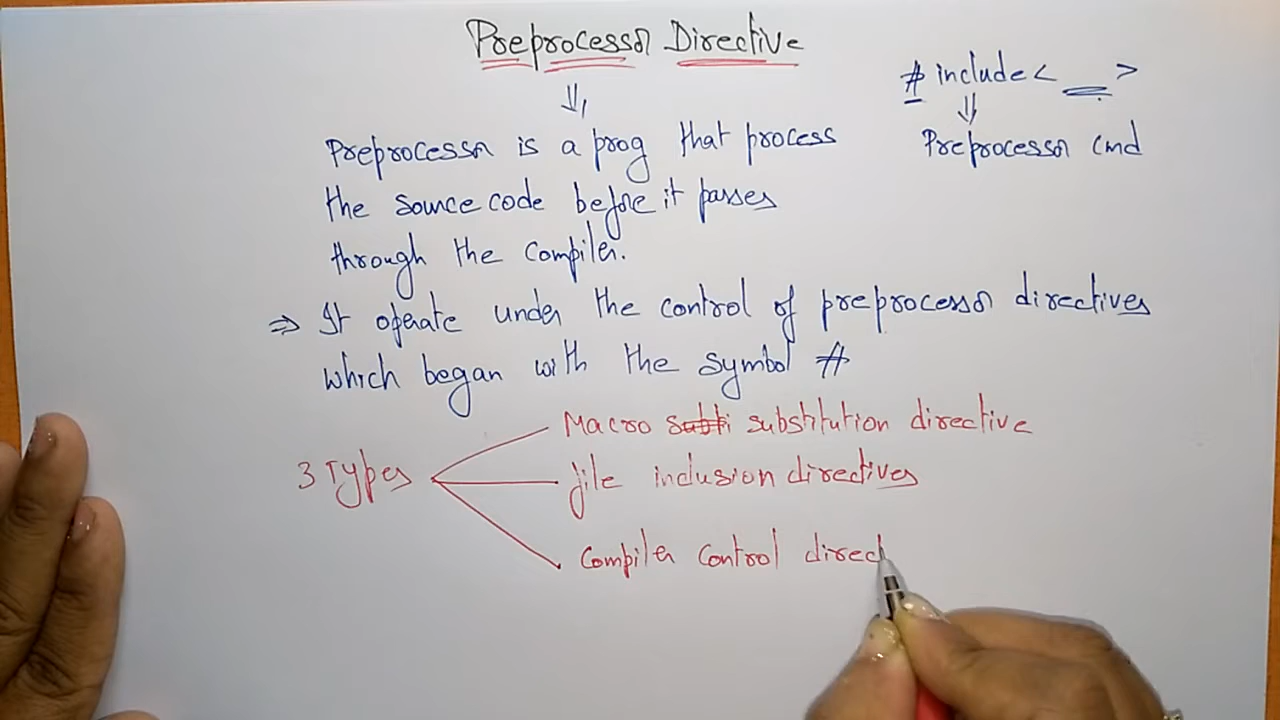 Preprocessor Directive
# include < __ >
Preprocessor cmd
Preprocessor is a prog that process
the source code before it passes
through the compiler.
⇒ It operate under the control of preprocessor directives
which began with the symbol #
3 Types
Macro subti substitution directive
file inclusion directives
Compiler control direct